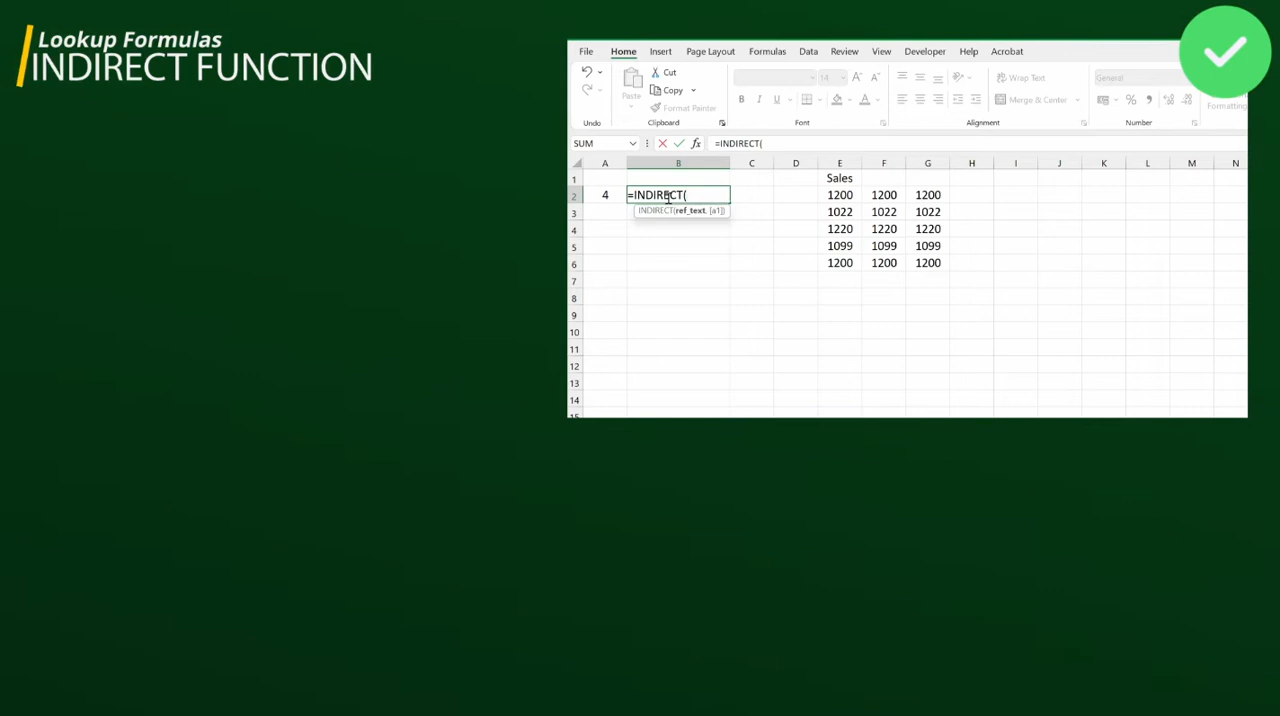 Lookup Formulas
INDIRECT FUNCTION
File Home Insert Page Layout Formulas Data Review View Developer Help Acrobat
Cut
Copy
Format Painter
Paste
14
Wrap Text
Merge & Center
General
Formatting
Undo Clipboard Font Alignment Number
SUM =INDIRECT(
A B C D E F G H I J K L M N
1 Sales
2 4 =INDIRECT( 1200 1200 1200
INDIRECT(ref_text, [a1])
3 1022 1022 1022
4 1220 1220 1220
5 1099 1099 1099
6 1200 1200 1200
7
8
9
10
11
12
13
14
15